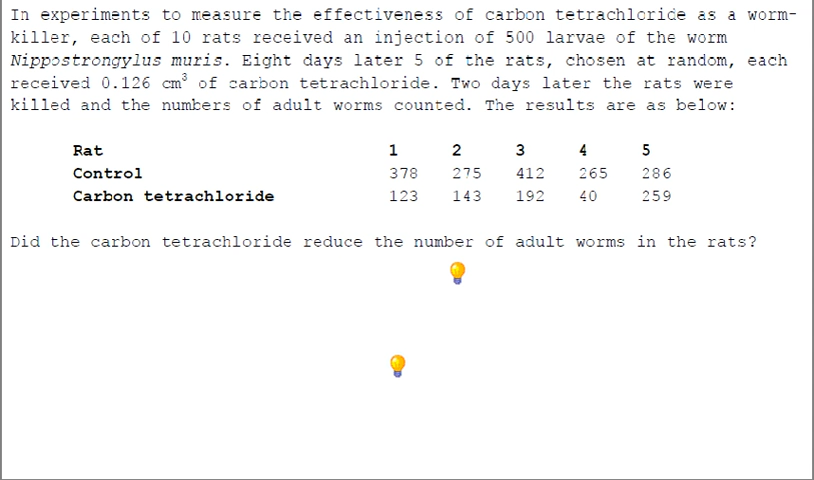 In experiments to measure the effectiveness of carbon tetrachloride as a worm-
killer, each of 10 rats received an injection of 500 larvae of the worm
Nippostrongylus muris. Eight days later 5 of the rats, chosen at random, each
received 0.126 cm³ of carbon tetrachloride. Two days later the rats were
killed and the numbers of adult worms counted. The results are as below:
Rat 1 2 3 4 5
Control 378 275 412 265 286
Carbon tetrachloride 123 143 192 40 259
Did the carbon tetrachloride reduce the number of adult worms in the rats?